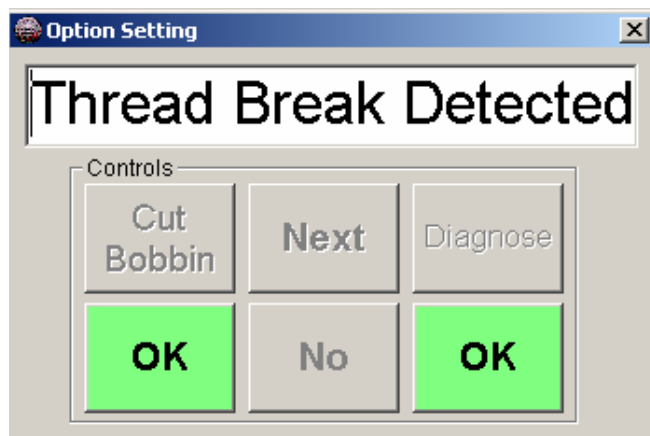 Option Setting
Thread Break Detected
Controls
Cut
Bobbin
Next
Diagnose
OK
No
OK